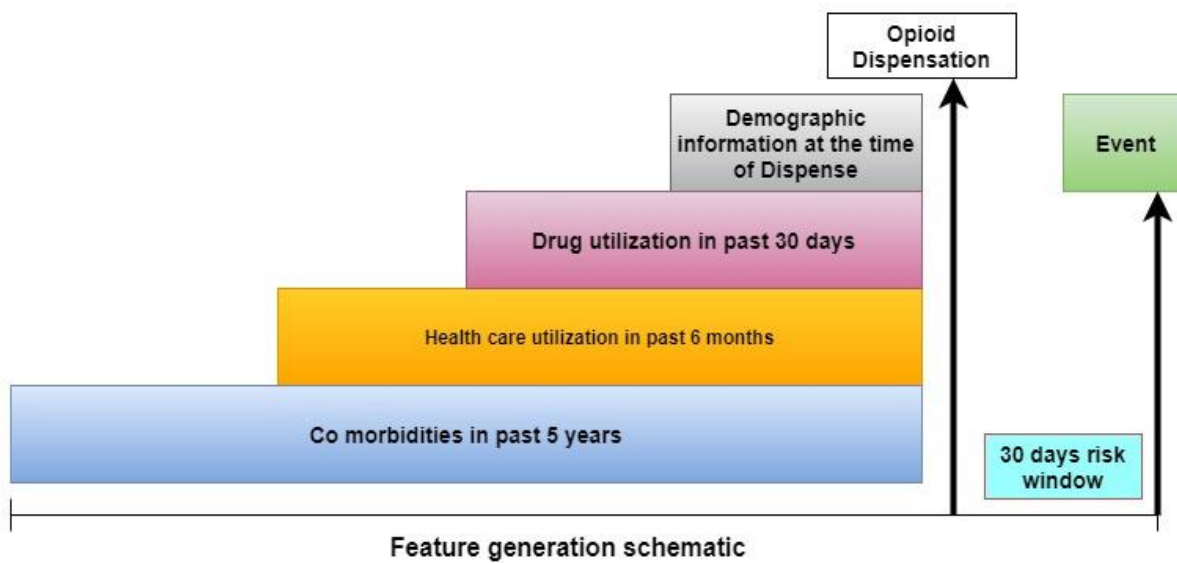 Opioid
Dispensation
Demographic
information at the time
of Dispense
Event
Drug utilization in past 30 days
Health care utilization in past 6 months
Co morbidities in past 5 years
30 days risk
window
Feature generation schematic